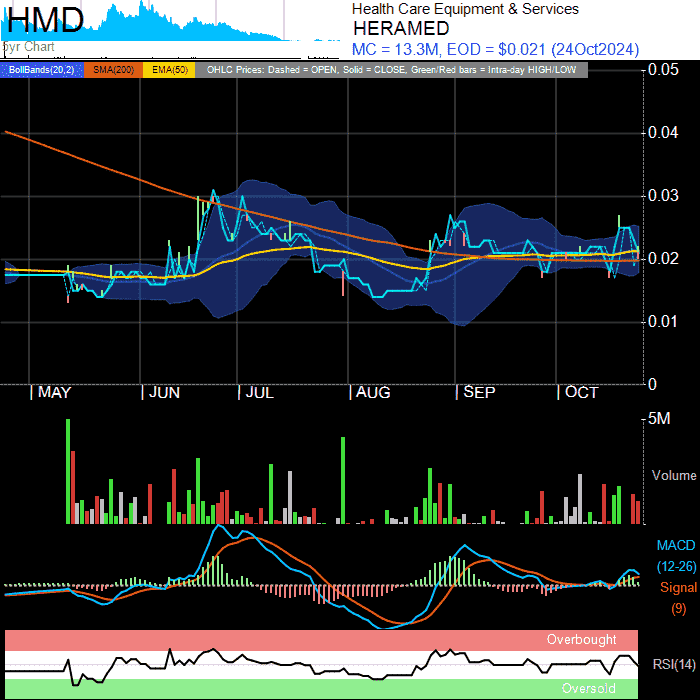 HMD
5yr Chart
Health Care Equipment & Services
HERAMED
MC = 13.3M, EOD = $0.021 (24Oct2024)
BollBands(20,2) SMA(200) EMA(50) OHLC Prices: Dashed = OPEN, Solid = CLOSE, Green/Red bars = Intra-day HIGH/LOW
0.05
0.04
0.03
0.02
0.01
0
MAY JUN JUL AUG SEP OCT
5M
Volume
MACD
(12-26)
Signal
(9)
Overbought
RSI(14)
Oversold